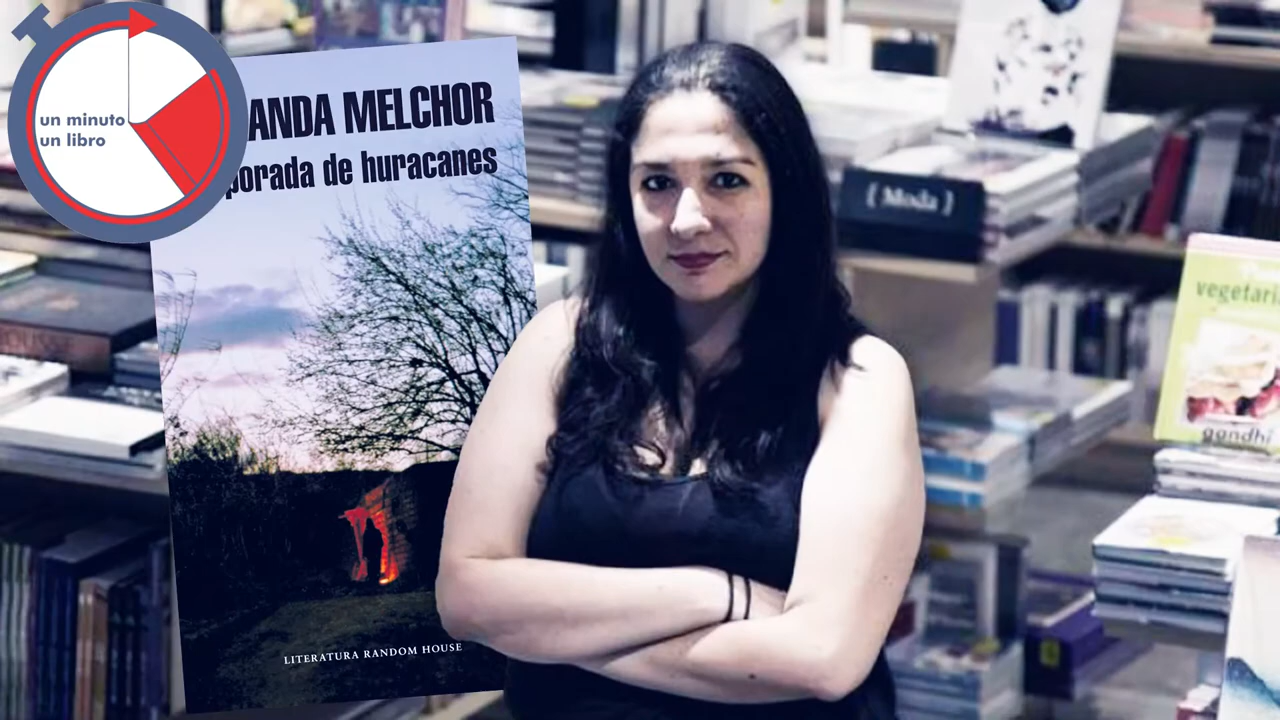 un minuto
un libro
ANDA MELCHOR
porada de huracanes
LITERATURA RANDOM HOUSE
{ Moda }
vegetari
gandhi